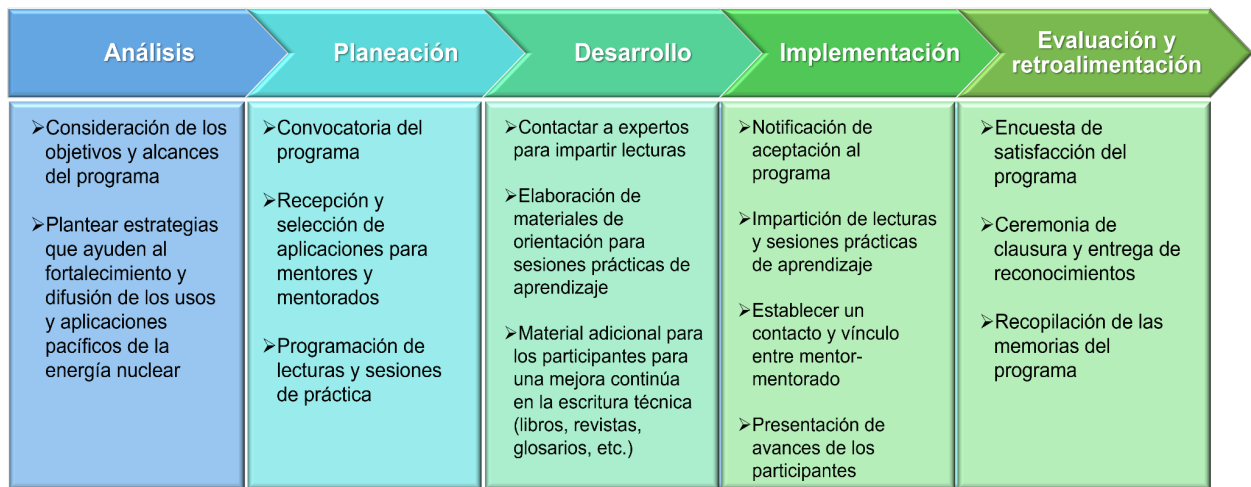 Análisis
Planeación
Desarrollo
Implementación
Evaluación y
retroalimentación
➢Consideración de los
objetivos y alcances
del programa
➢Plantear estrategias
que ayuden al
fortalecimiento y
difusión de los usos
y aplicaciones
pacíficos de la
energía nuclear
➢Convocatoria del
programa
➢Recepción y
selección de
aplicaciones para
mentores y
mentorados
➢Programación de
lecturas y sesiones
de práctica
➢Contactar a expertos
para impartir lecturas
➢Elaboración de
materiales de
orientación para
sesiones prácticas de
aprendizaje
➢Material adicional para
los participantes para
una mejora continúa
en la escritura técnica
(libros, revistas,
glosarios, etc.)
➢Notificación de
aceptación al
programa
➢Impartición de lecturas
y sesiones prácticas
de aprendizaje
➢Establecer un
contacto y vínculo
entre mentor-
mentorado
➢Presentación de
avances de los
participantes
➢Encuesta de
satisfacción del
programa
➢Ceremonia de
clausura y entrega de
reconocimientos
➢Recopilación de las
memorias del
programa